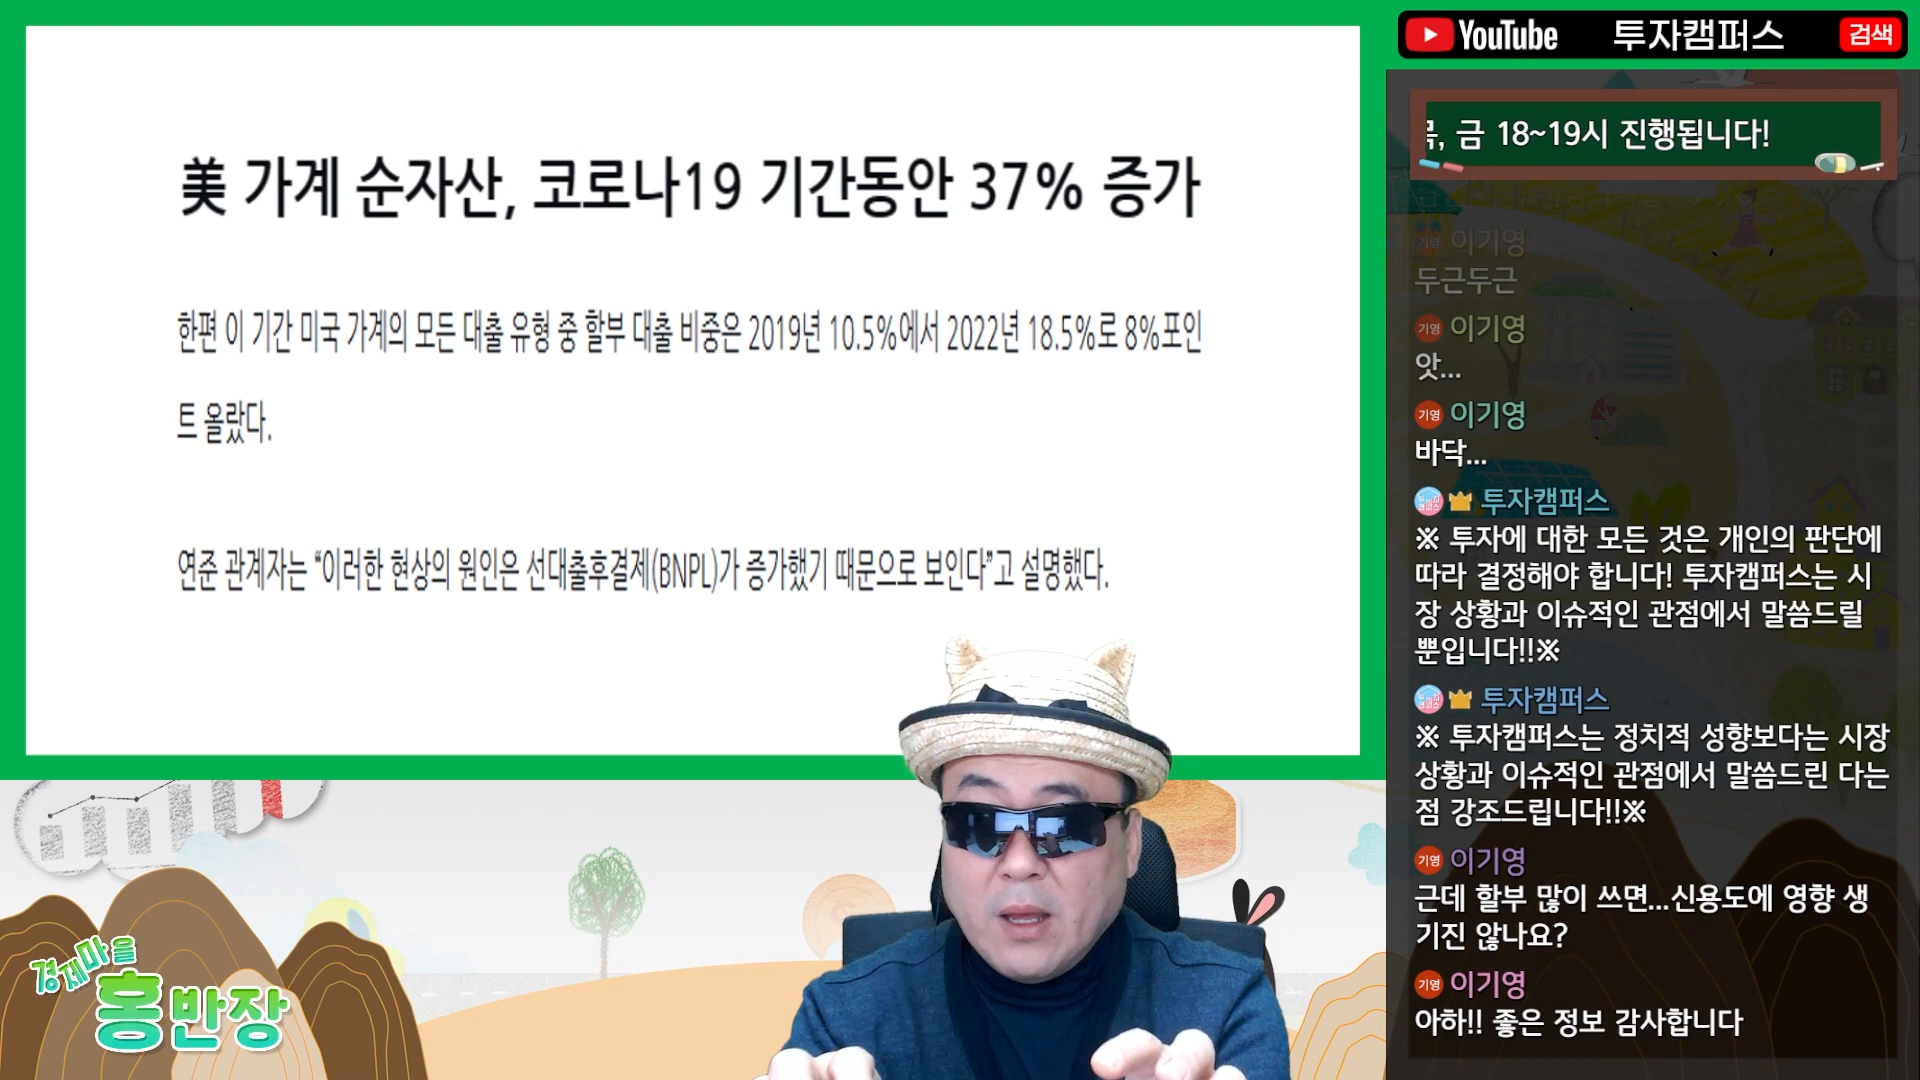 美 가계 순자산, 코로나19 기간동안 37% 증가
한편 이 기간 미국 가계의 모든 대출 유형 중 할부 대출 비중은 2019년 10.5%에서 2022년 18.5%로 8%포인
트 올랐다.
연준 관계자는 “이러한 현상의 원인은 선대출후결제(BNPL)가 증가했기 때문으로 보인다”고 설명했다.
경제마을
홍반장
YouTube 투자캠퍼스 검색
금 18~19시 진행됩니다!
기영 이기영
두근두근
기영 이기영
앗...
기영 이기영
바닥...
투자캠퍼스
※ 투자에 대한 모든 것은 개인의 판단에
따라 결정해야 합니다! 투자캠퍼스는 시
장 상황과 이슈적인 관점에서 말씀드릴
뿐입니다!!※
투자캠퍼스
※ 투자캠퍼스는 정치적 성향보다는 시장
상황과 이슈적인 관점에서 말씀드린 다는
점 강조드립니다!!※
기영 이기영
근데 할부 많이 쓰면...신용도에 영향 생
기진 않나요?
기영 이기영
아하!! 좋은 정보 감사합니다